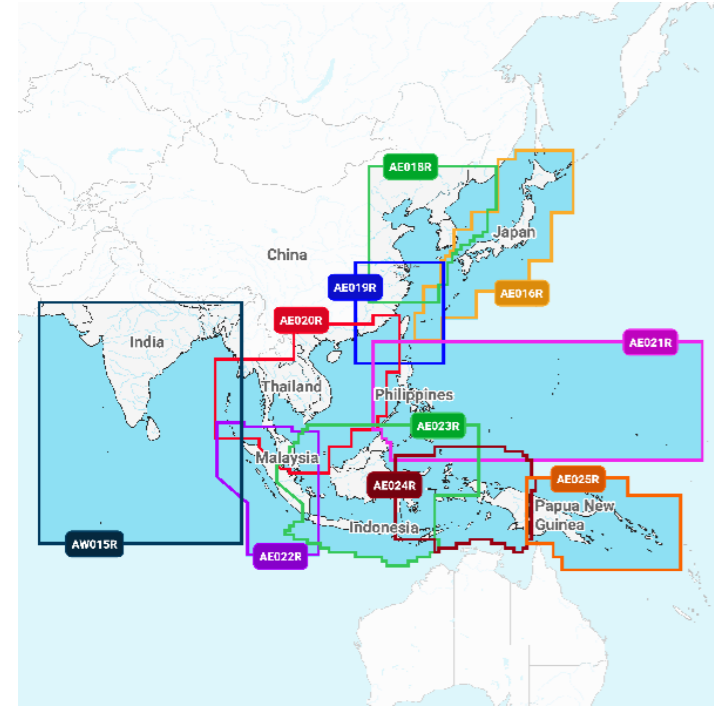 AE018R
Japan
China
AE019R
AE016R
AE020R
India
AE021R
Thailand
Philippines
AE023R
Malaysia
AE024R
AE025R
Papua New
Guinea
Indonesia
AW015R
AE022R